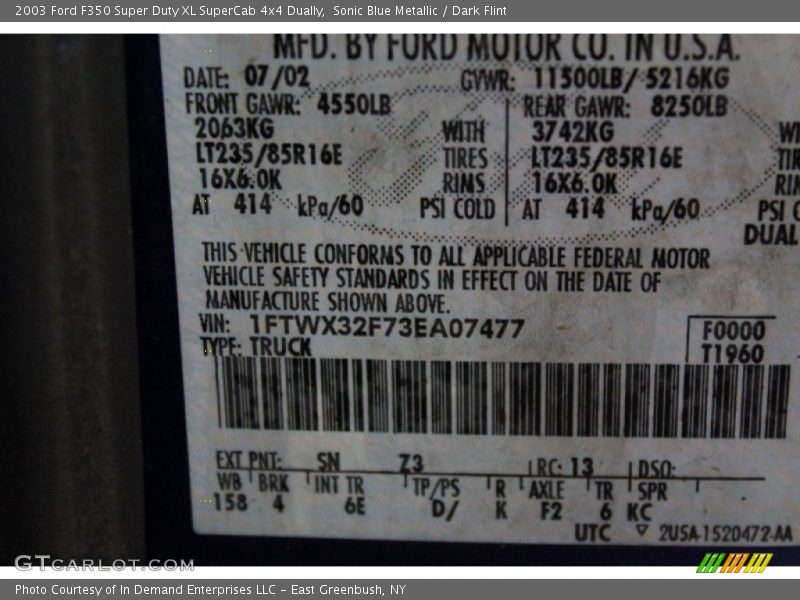 2003 Ford F350 Super Duty XL SuperCab 4x4 Dually, Sonic Blue Metallic / Dark Flint
MFD. BY FORD MOTOR CO. IN U.S.A.
DATE: 07/02 GVWR: 11500LB/ 5216KG
FRONT GAWR: 4550LB REAR GAWR: 8250LB
2063KG WITH 3742KG WI
LT235/85R16E TIRES LT235/85R16E TIR
16X6.0K RIMS 16X6.0K RIM
AT 414 kPa/60 PSI COLD AT 414 kPa/60 PSI C
DUAL
THIS VEHICLE CONFORMS TO ALL APPLICABLE FEDERAL MOTOR
VEHICLE SAFETY STANDARDS IN EFFECT ON THE DATE OF
MANUFACTURE SHOWN ABOVE.
VIN: 1FTWX32F73EA07477 F0000
TYPE: TRUCK T1960
EXT PNT: SN Z3 RC: 13 DSO:
WB BRK INT TR TP/PS R AXLE TR SPR
158 4 6E D/ K F2 6 KC
UTC ▽ 2USA-1520472-AA
GTcarlot.com
Photo Courtesy of In Demand Enterprises LLC – East Greenbush, NY